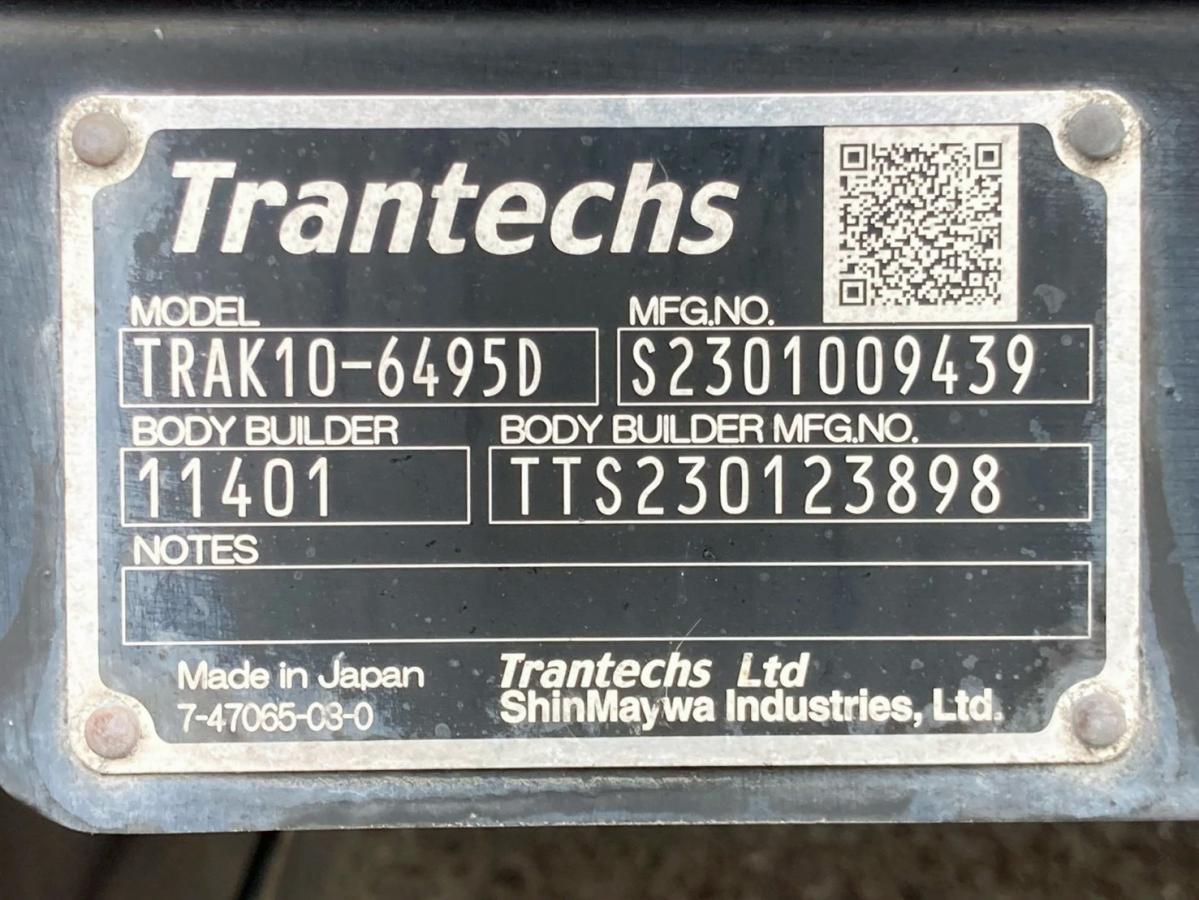 Trantechs
MODEL MFG.NO.
TRAK10-6495D S2301009439
BODY BUILDER BODY BUILDER MFG.NO.
11401 TTS230123898
NOTES
Made in Japan Trantechs Ltd
7-47065-03-0 ShinMaywa Industries, Ltd.